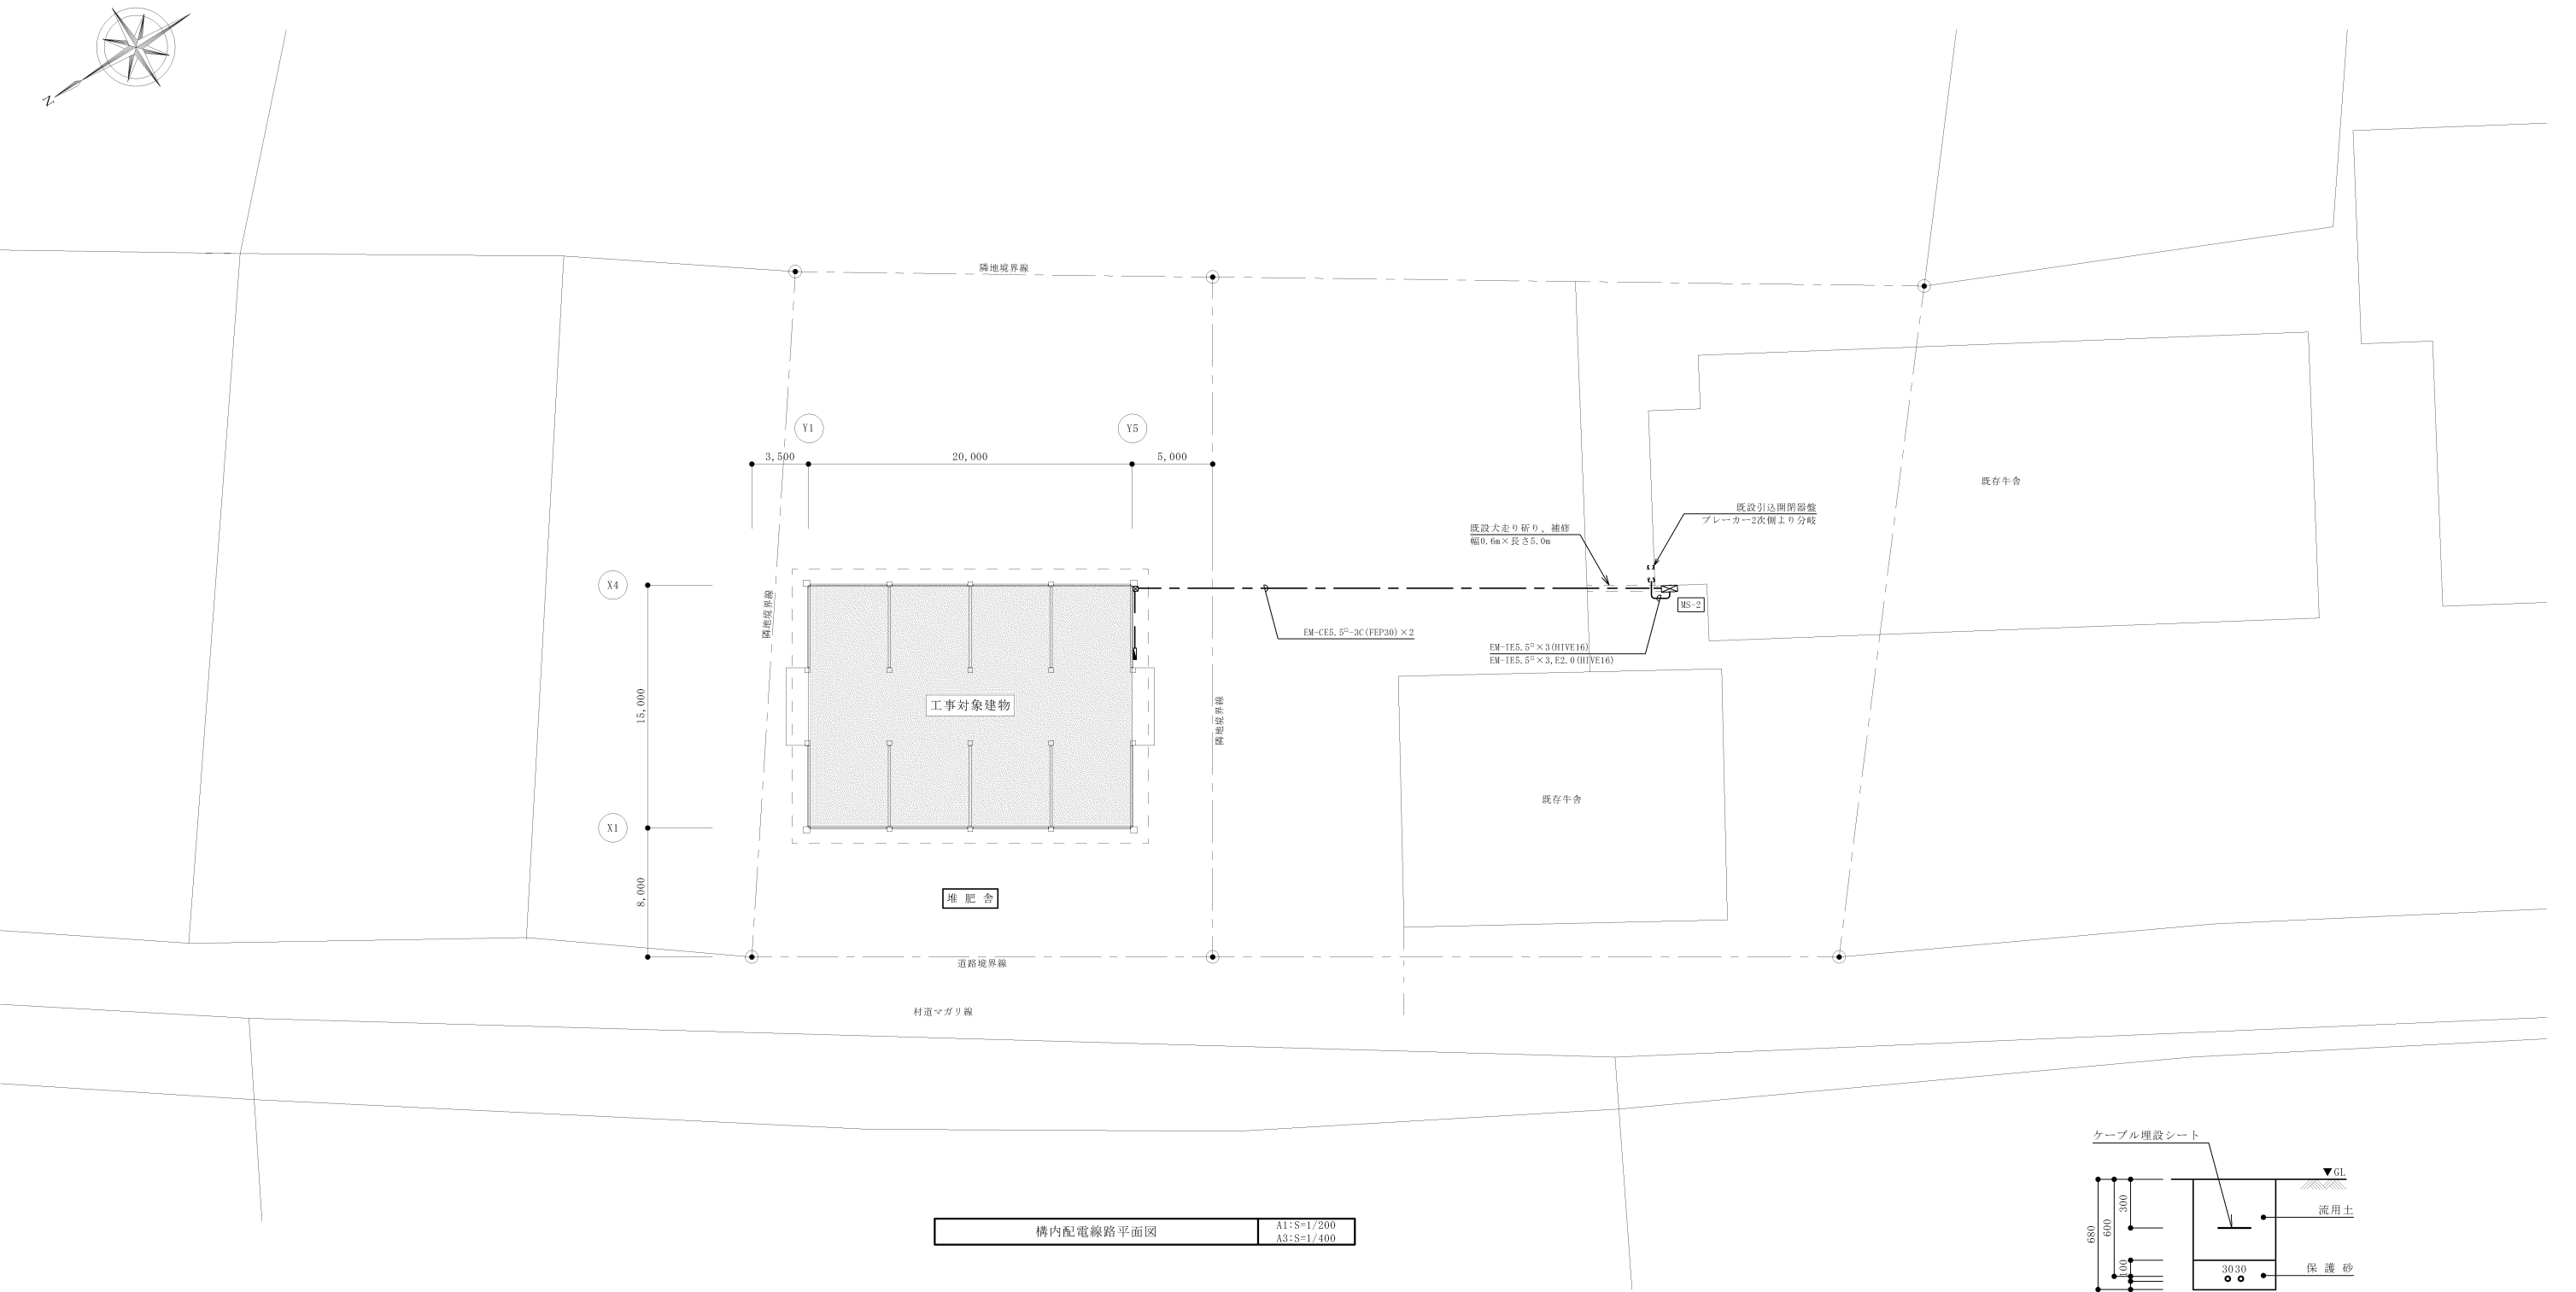 N
隣地境界線
Y1
Y5
3,500
20,000
5,000
既存牛舎
既設引込開閉器盤
ブレーカー2次側より分岐
既設犬走り斫り、補修
幅0.6m×長さ5.0m
X4
MS-2
隣地境界線
EM-CE5.5□-3C(FEP30)×2
EM-IE5.5□×3(HIVE16)
EM-IE5.5□×3,E2.0(HIVE16)
15,000
工事対象建物
隣地境界線
既存牛舎
X1
8,000
堆肥舎
道路境界線
村道マガリ線
ケーブル埋設シート
▼GL
300
600
680
流用土
100
3030
保護砂
構内配電線路平面図
A1:S=1/200
A3:S=1/400